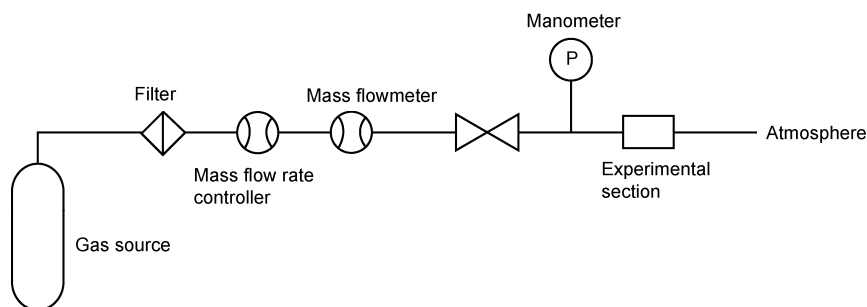 Manometer
P
Filter
Mass flowmeter
Atmosphere
Mass flow rate
controller
Experimental
section
Gas source